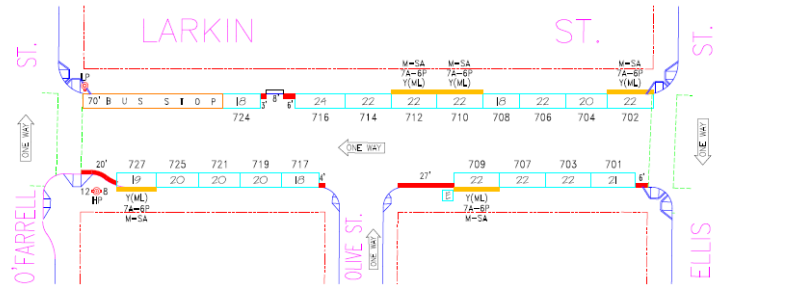 LARKIN ST.
ST.
ST.
M-SA M-SA M-SA
7A-6P 7A-6P 7A-6P
Y(ML) Y(ML) Y(ML)
LP
70' BUS STOP 18 5' 8' 6' 24 22 22 22 18 22 20 22
724 716 714 712 710 708 706 704 702
ONE WAY
ONE WAY
ONE WAY
20' 727 725 721 719 717 27' 709 707 703 701
19 20 20 20 18 4' 22 22 22 21 6'
12 8
HP
E
Y(ML) Y(ML)
7A-6P 7A-6P
M-SA M-SA
O'FARRELL
OLIVE ST.
ONE WAY
ELLIS